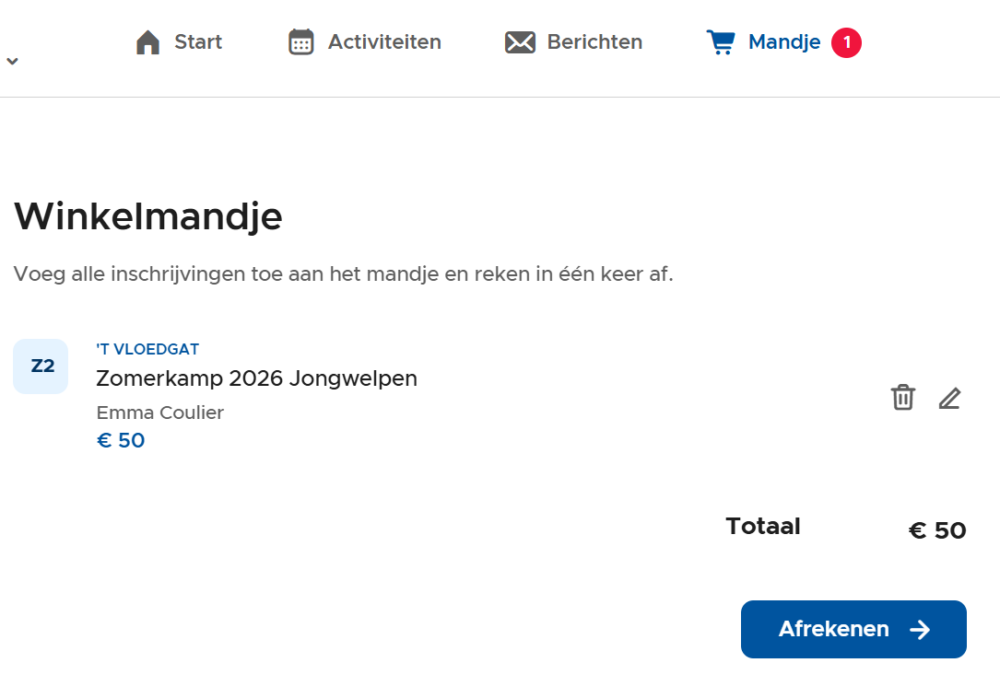 Start
Activiteiten
Berichten
Mandje 1
Winkelmandje
Voeg alle inschrijvingen toe aan het mandje en reken in één keer af.
Z2
'T VLOEDGAT
Zomerkamp 2026 Jongwelpen
Emma Coulier
€ 50
Totaal € 50
Afrekenen →